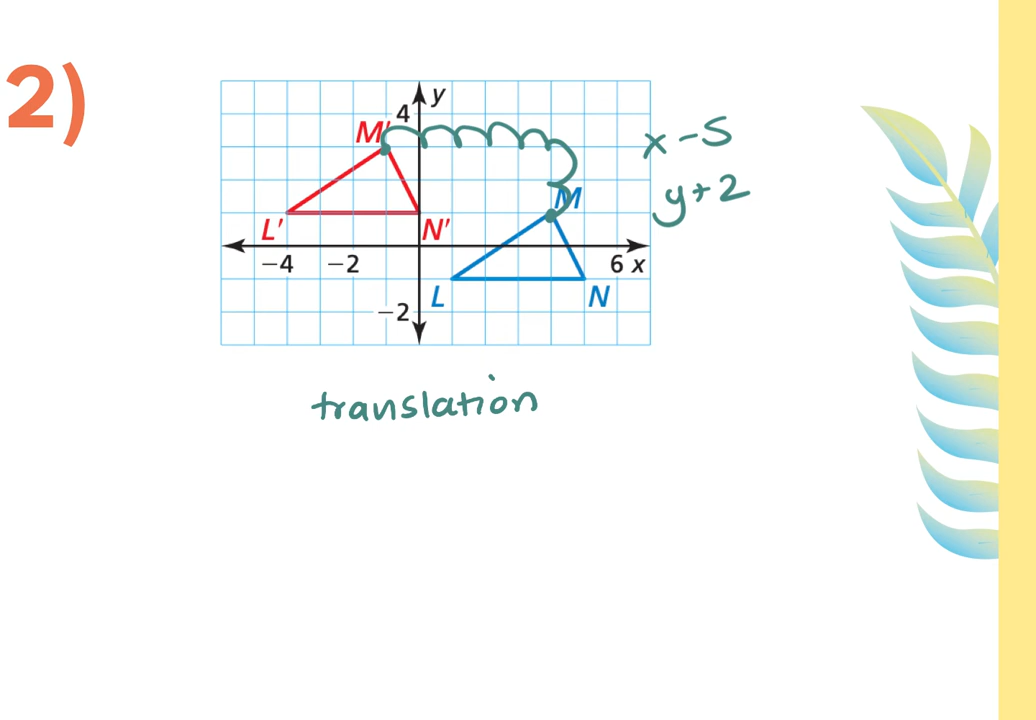 2)
y
4
M'
x - 5
y + 2
M
L'
N'
−4 −2 6 x
L
N
−2
translation